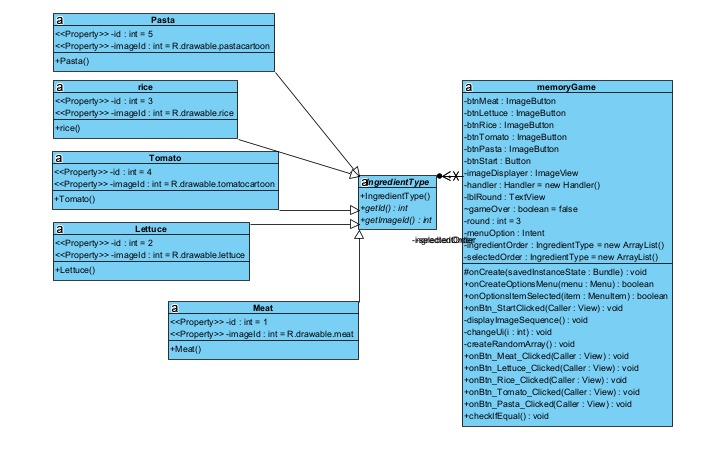 a Pasta
<<Property>> -id : int = 5
<<Property>> -imageId : int = R.drawable.pastacartoon
+Pasta()
a rice
<<Property>> -id : int = 3
<<Property>> -imageId : int = R.drawable.rice
+rice()
a Tomato
<<Property>> -id : int = 4
<<Property>> -imageId : int = R.drawable.tomatocartoon
+Tomato()
a Lettuce
<<Property>> -id : int = 2
<<Property>> -imageId : int = R.drawable.lettuce
+Lettuce()
a Meat
<<Property>> -id : int = 1
<<Property>> -imageId : int = R.drawable.meat
+Meat()
a IngredientType
+IngredientType()
+getId() : int
+getImageId() : int
a memoryGame
-btnMeat : ImageButton
-btnLettuce : ImageButton
-btnRice : ImageButton
-btnTomato : ImageButton
-btnPasta : ImageButton
-btnStart : Button
-imageDisplayer : ImageView
-handler : Handler = new Handler()
-lblRound : TextView
~gameOver : boolean = false
-round : int = 3
-menuOption : Intent
-ingredientOrder : IngredientType = new ArrayList()
-selectedOrder : IngredientType = new ArrayList()
#onCreate(savedInstanceState : Bundle) : void
+onCreateOptionsMenu(menu : Menu) : boolean
+onOptionsItemSelected(item : MenuItem) : boolean
+onBtn_StartClicked(Caller : View) : void
-displayImageSequence() : void
-changeUi(i : int) : void
-createRandomArray() : void
+onBtn_Meat_Clicked(Caller : View) : void
+onBtn_Lettuce_Clicked(Caller : View) : void
+onBtn_Rice_Clicked(Caller : View) : void
+onBtn_Tomato_Clicked(Caller : View) : void
+onBtn_Pasta_Clicked(Caller : View) : void
+checkIfEqual() : void